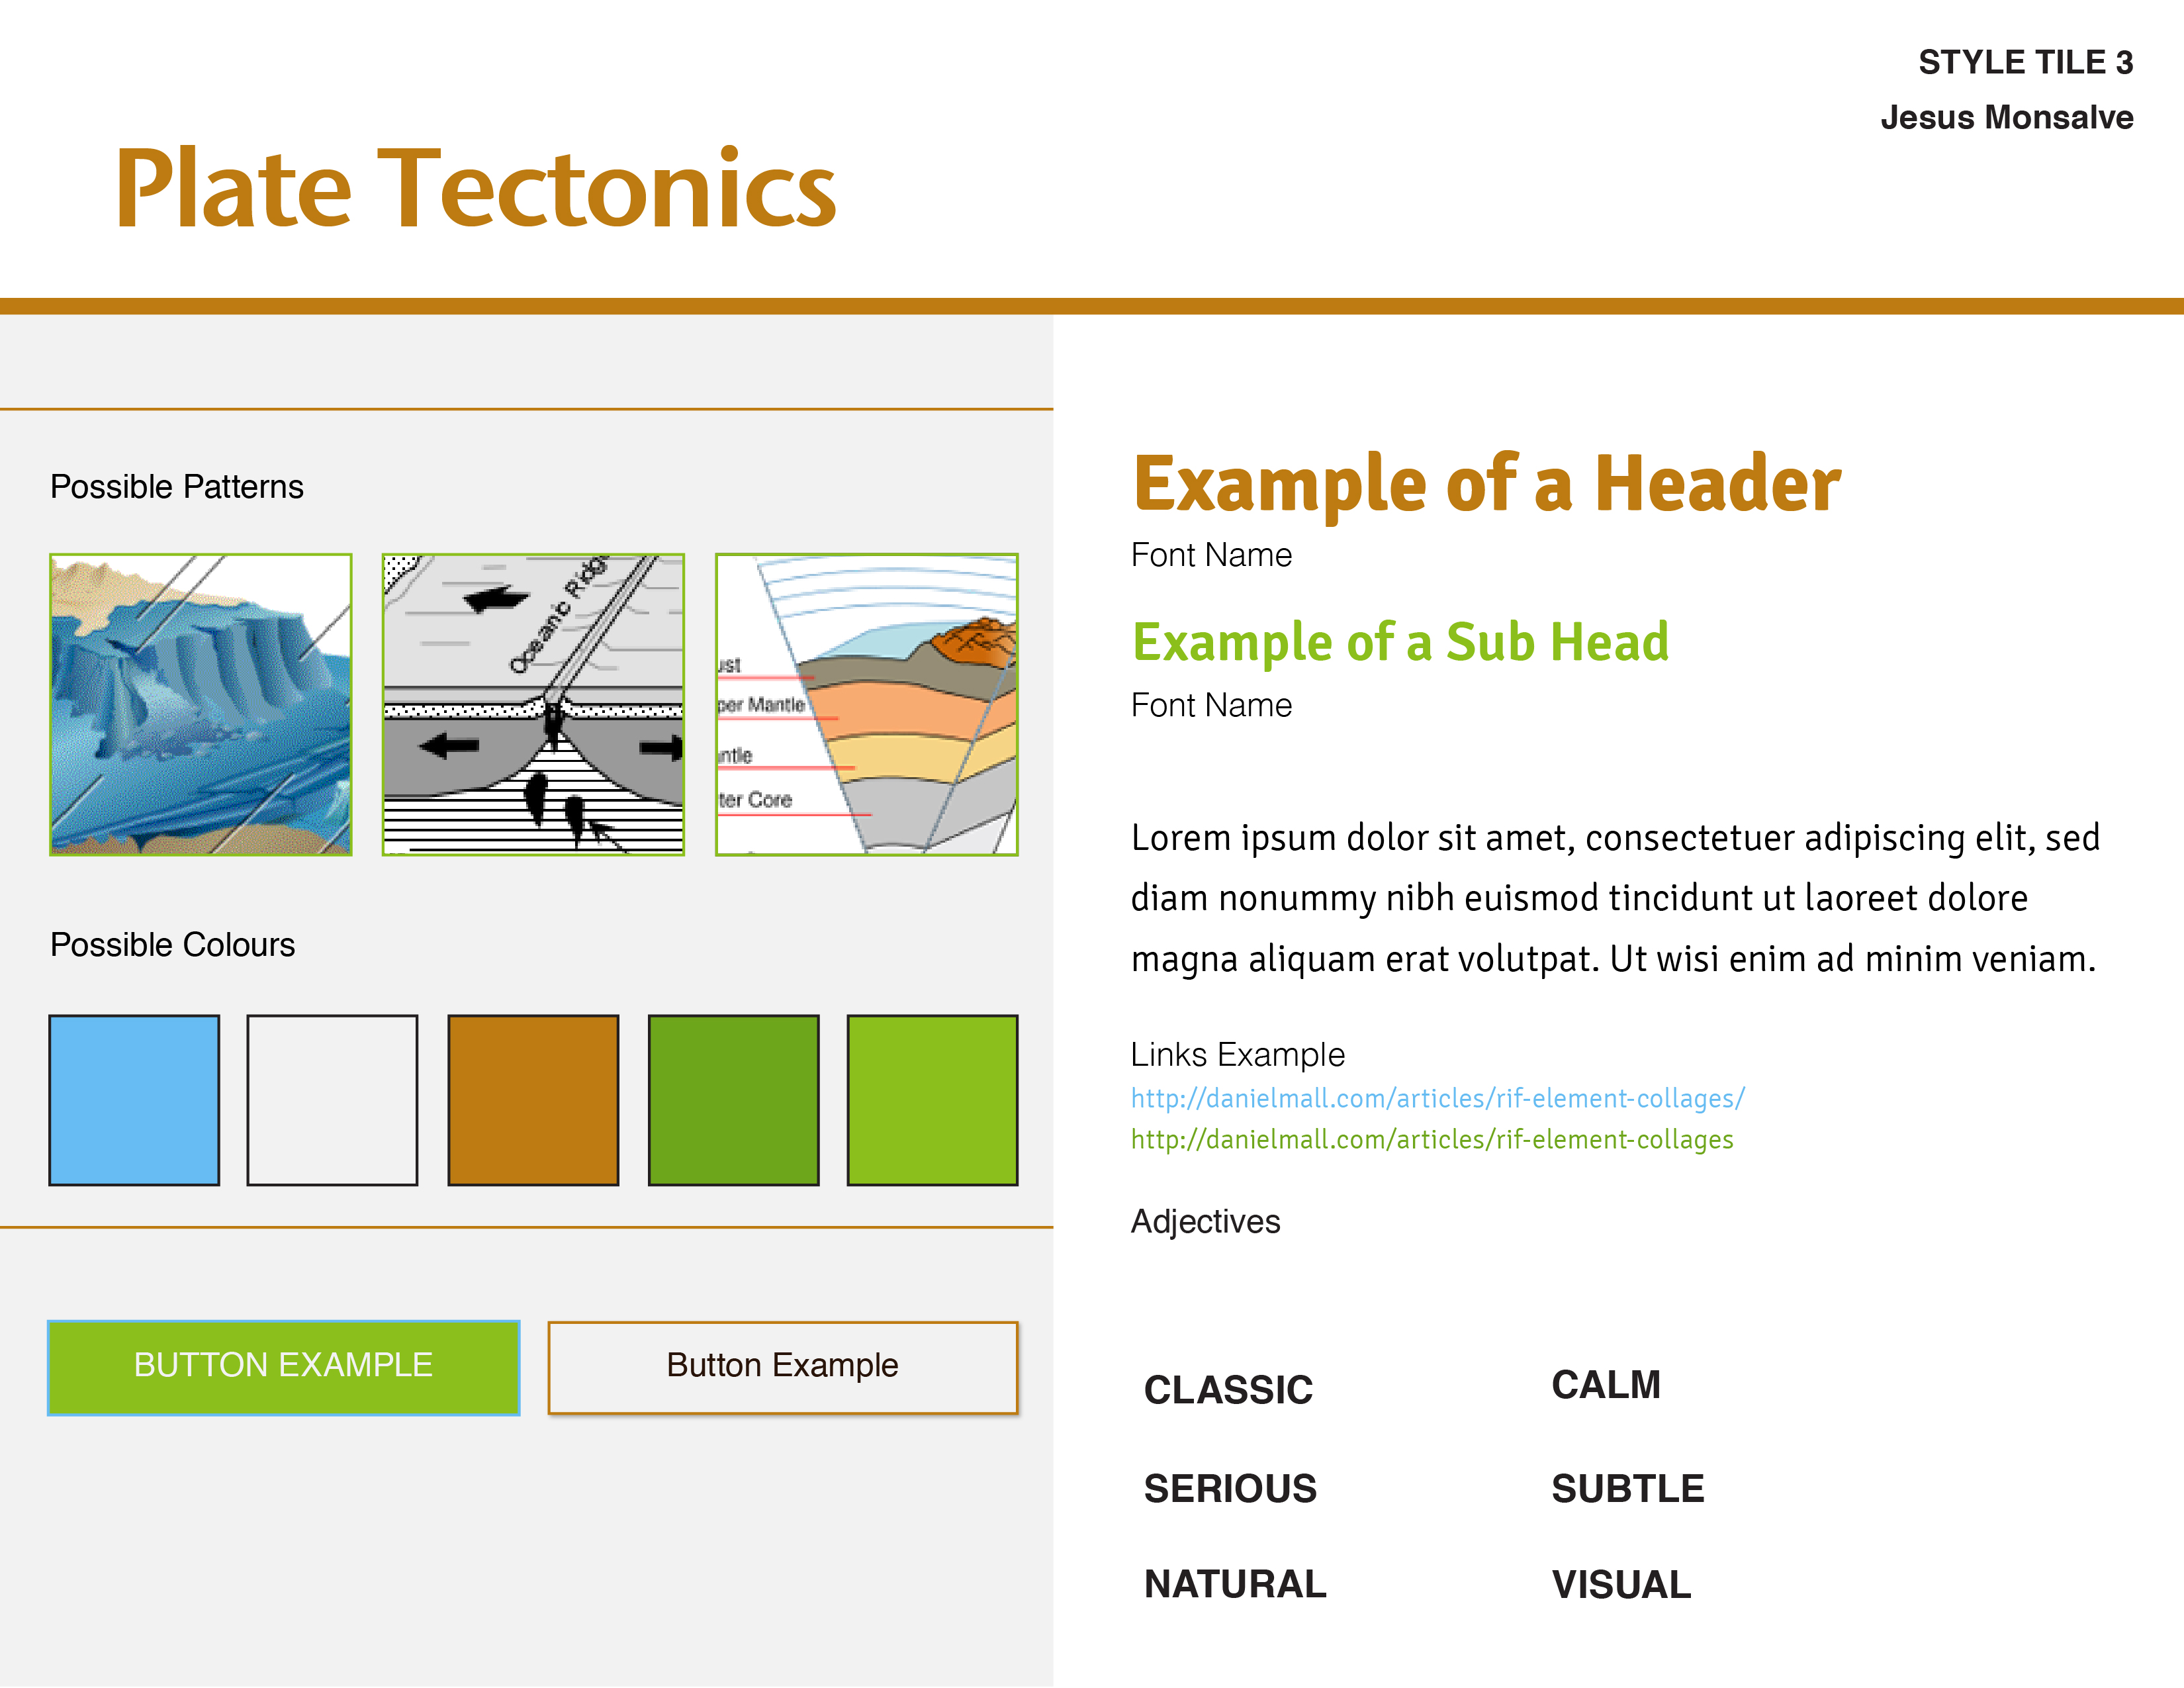 STYLE TILE 3
Jesus Monsalve
Plate Tectonics
Possible Patterns
Oceanic Ridg
ust
per Mantle
ntle
ter Core
Possible Colours
BUTTON EXAMPLE
Button Example
Example of a Header
Font Name
Example of a Sub Head
Font Name
Lorem ipsum dolor sit amet, consectetuer adipiscing elit, sed
diam nonummy nibh euismod tincidunt ut laoreet dolore
magna aliquam erat volutpat. Ut wisi enim ad minim veniam.
Links Example
http://danielmall.com/articles/rif-element-collages/
http://danielmall.com/articles/rif-element-collages
Adjectives
CLASSIC
CALM
SERIOUS
SUBTLE
NATURAL
VISUAL